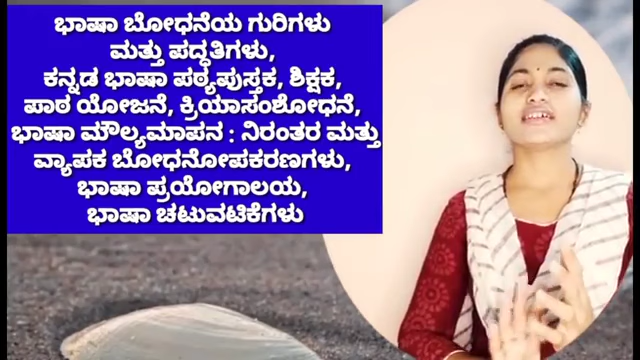 ಭಾಷಾ ಬೋಧನೆಯ ಗುರಿಗಳು
ಮತ್ತು ಪದ್ಧತಿಗಳು,
ಕನ್ನಡ ಭಾಷಾ ಪಠ್ಯಪುಸ್ತಕ, ಶಿಕ್ಷಕ,
ಪಾಠ ಯೋಜನೆ, ಕ್ರಿಯಾಸಂಶೋಧನೆ,
ಭಾಷಾ ಮೌಲ್ಯಮಾಪನ : ನಿರಂತರ ಮತ್ತು
ವ್ಯಾಪಕ ಬೋಧನೋಪಕರಣಗಳು,
ಭಾಷಾ ಪ್ರಯೋಗಾಲಯ,
ಭಾಷಾ ಚಟುವಟಿಕೆಗಳು